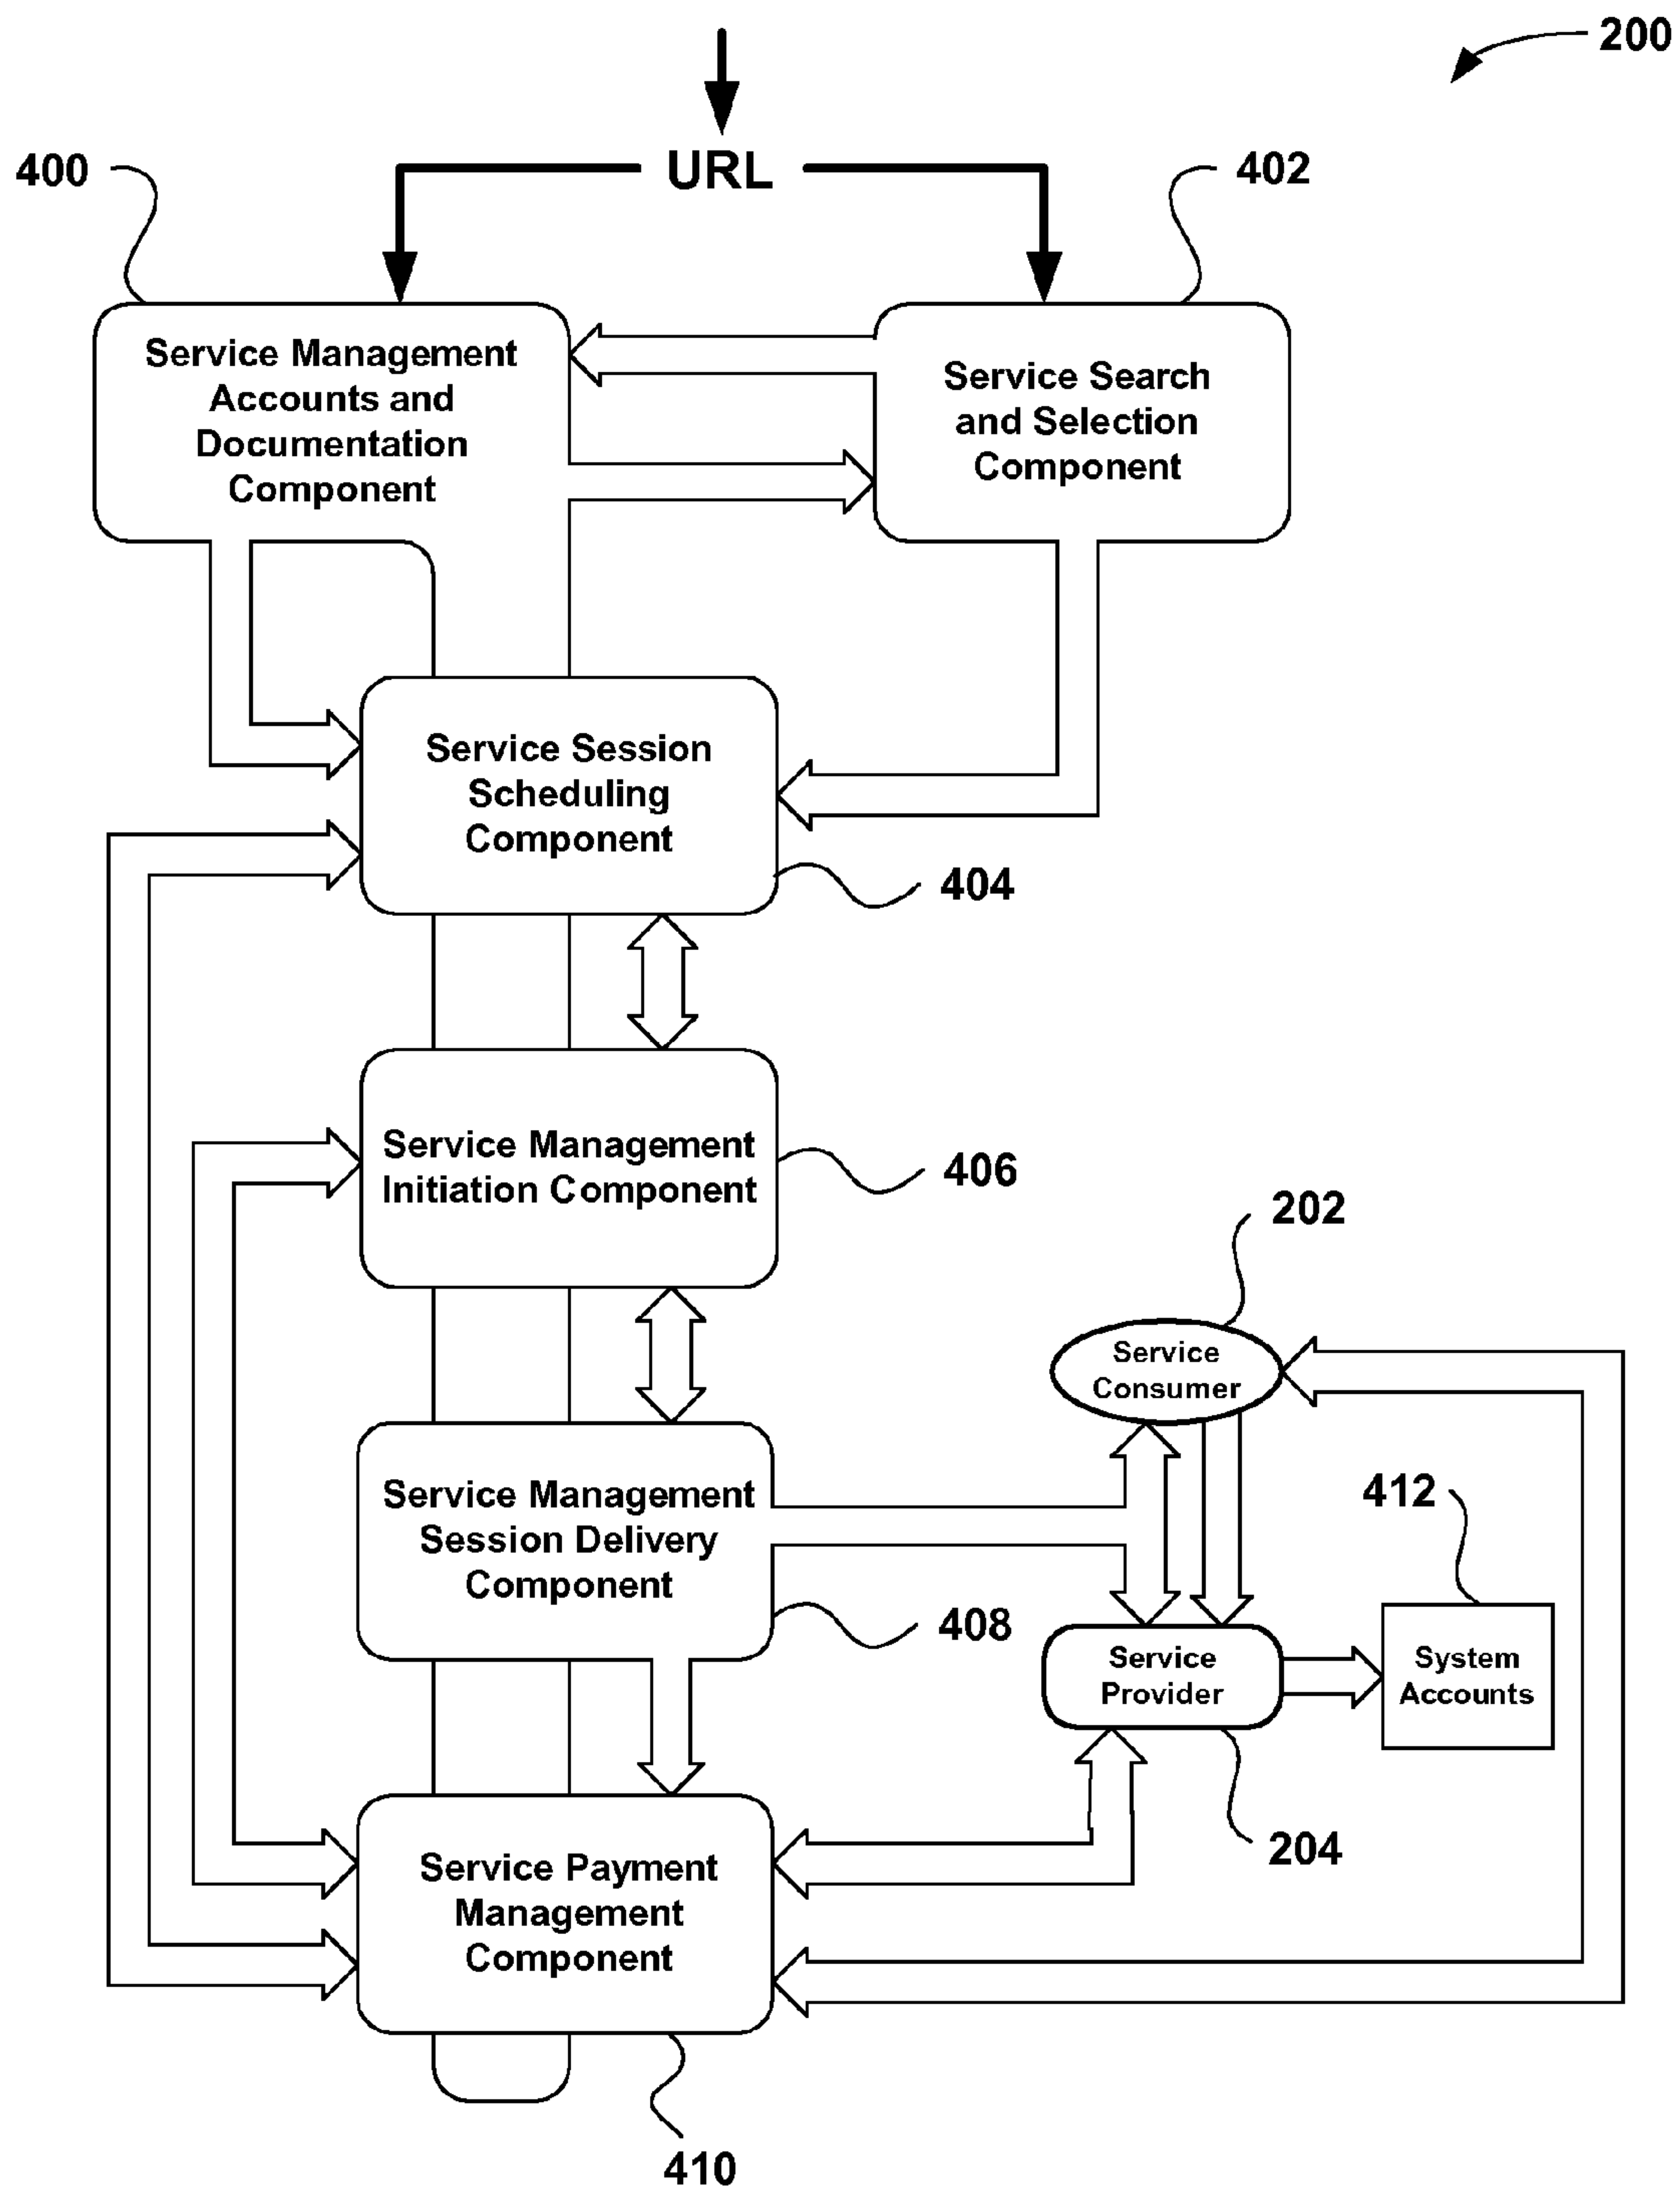 200
URL
400
402
Service Management
Accounts and
Documentation
Component
Service Search
and Selection
Component
Service Session
Scheduling
Component
404
Service Management
Initiation Component
406
202
Service
Consumer
Service Management
Session Delivery
Component
412
408
Service
Provider
System
Accounts
204
Service Payment
Management
Component
410